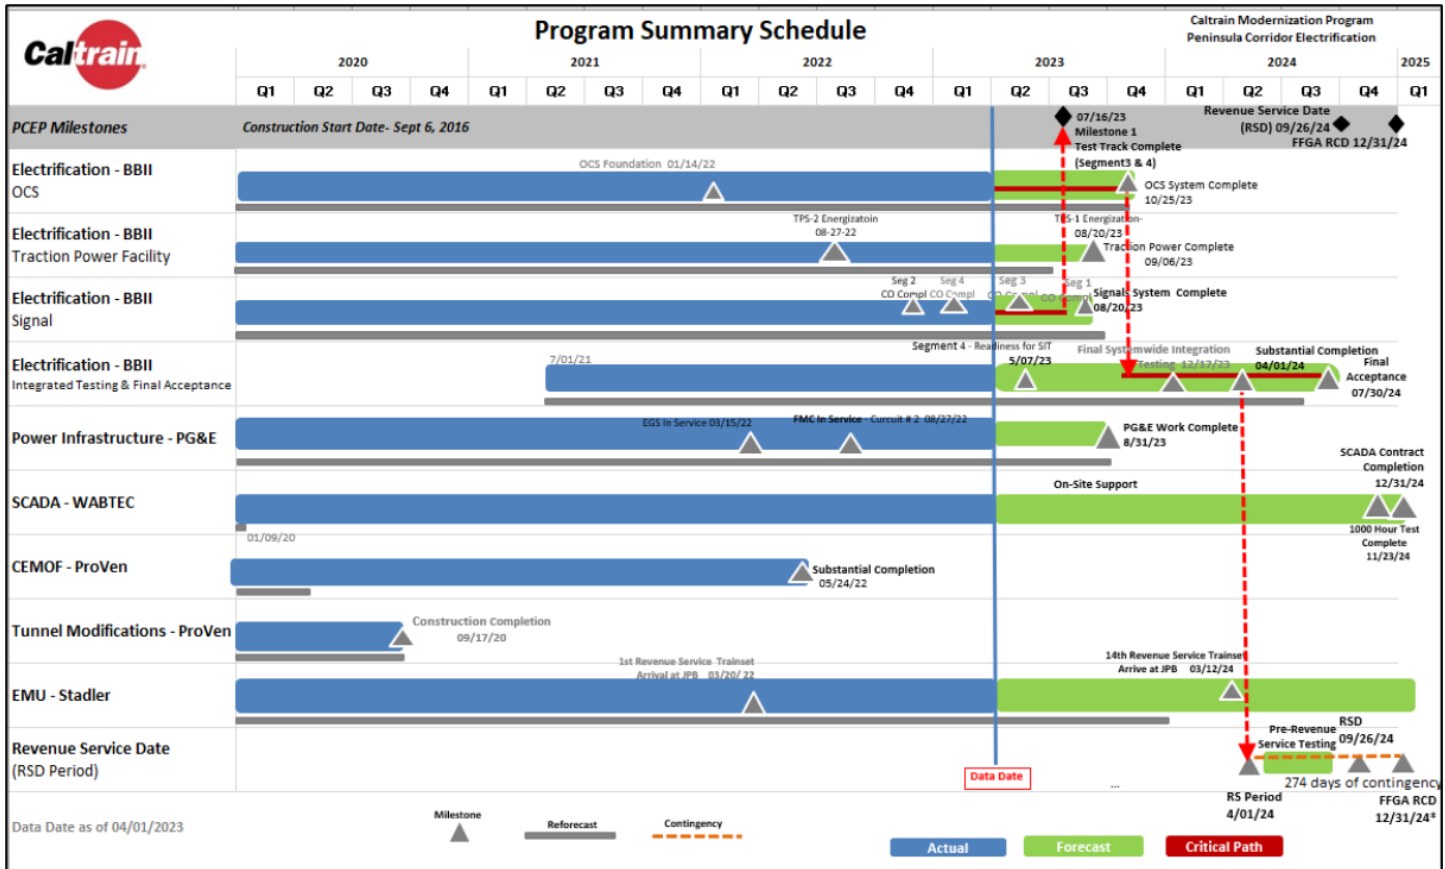 Caltrain
Program Summary Schedule
Caltrain Modernization Program
Peninsula Corridor Electrification
2020 2021 2022 2023 2024 2025
Q1 Q2 Q3 Q4 Q1 Q2 Q3 Q4 Q1 Q2 Q3 Q4 Q1 Q2 Q3 Q4 Q1 Q2 Q3 Q4 Q1
PCEP Milestones
Construction Start Date- Sept 6, 2016
07/16/23
Milestone 1
Test Track Complete
(Segment3 & 4)
Revenue Service Date
(RSD) 09/26/24
FFGA RCD 12/31/24
Electrification - BBII
OCS
OCS Foundation 01/14/22
OCS System Complete
10/25/23
Electrification - BBII
Traction Power Facility
TPS-2 Energizatoin
08-27-22
TPS-1 Energization-
08/20/23
Traction Power Complete
09/06/23
Electrification - BBII
Signal
Seg 2
CO Compl
Seg 4
CO Compl
Seg 3
CO Compl
Seg 1
CO Compl
Signals System Complete
08/20/23
Electrification - BBII
Integrated Testing & Final Acceptance
7/01/21
Segment 4 - Readiness for SIT
5/07/23
Final Systemwide Integration
Testing 12/17/23
Substantial Completion
04/01/24
Final
Acceptance
07/30/24
Power Infrastructure - PG&E
EGS In Service 03/15/22
FMC In Service - Curcuit # 2 08/27/22
PG&E Work Complete
8/31/23
SCADA - WABTEC
01/09/20
On-Site Support
SCADA Contract
Completion
12/31/24
1000 Hour Test
Complete
11/23/24
CEMOF - ProVen
Substantial Completion
05/24/22
Tunnel Modifications - ProVen
Construction Completion
09/17/20
EMU - Stadler
1st Revenue Service Trainset
Arrival at JPB 03/20/ 22
14th Revenue Service Trainset
Arrive at JPB 03/12/24
Revenue Service Date
(RSD Period)
Data Date
...
Pre-Revenue
Service Testing
RSD
09/26/24
274 days of contingency
RS Period
4/01/24
FFGA RCD
12/31/24*
Data Date as of 04/01/2023
Milestone
Reforecast
Contingency
Actual
Forecast
Critical Path